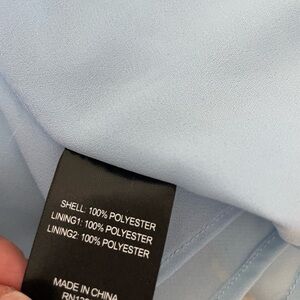 SHELL: 100% POLYESTER
LINING1: 100% POLYESTER
LINING2: 100% POLYESTER
MADE IN CHINA